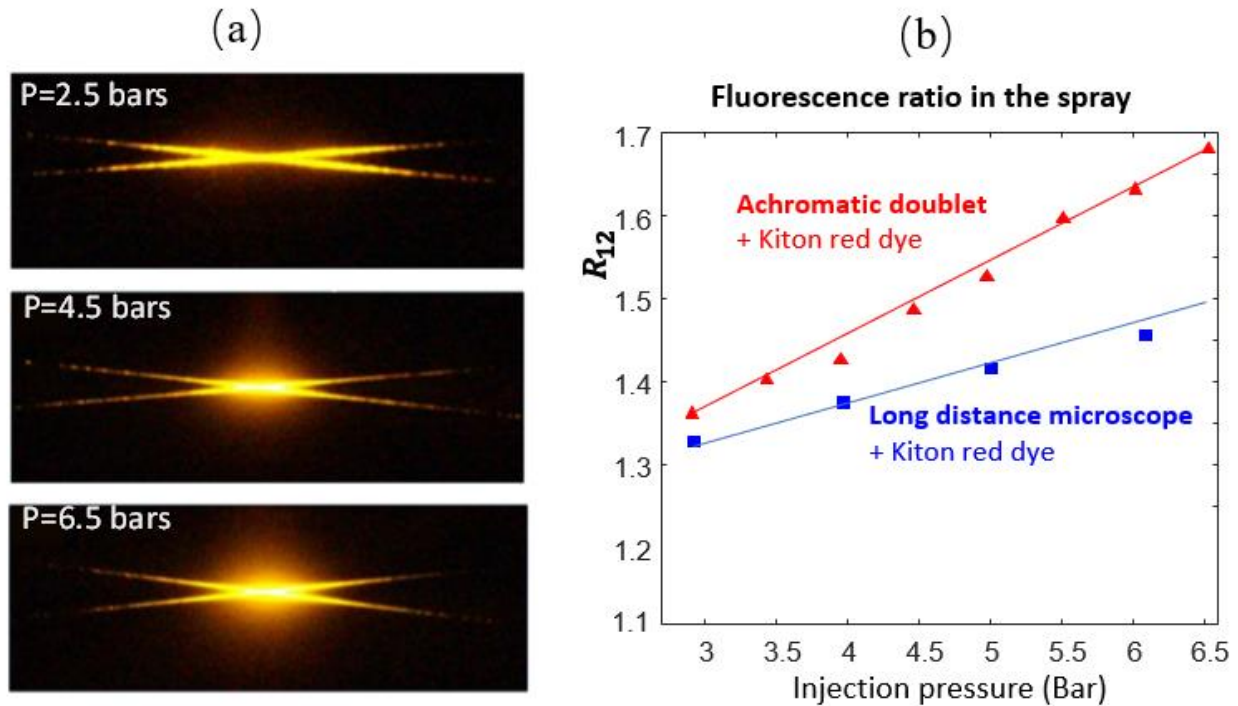 (a)
P=2.5 bars
P=4.5 bars
P=6.5 bars
(b)
Fluorescence ratio in the spray
R12
1.7
1.6
1.5
1.4
1.3
1.2
1.1
Achromatic doublet
+ Kiton red dye
Long distance microscope
+ Kiton red dye
3 3.5 4 4.5 5 5.5 6 6.5
Injection pressure (Bar)